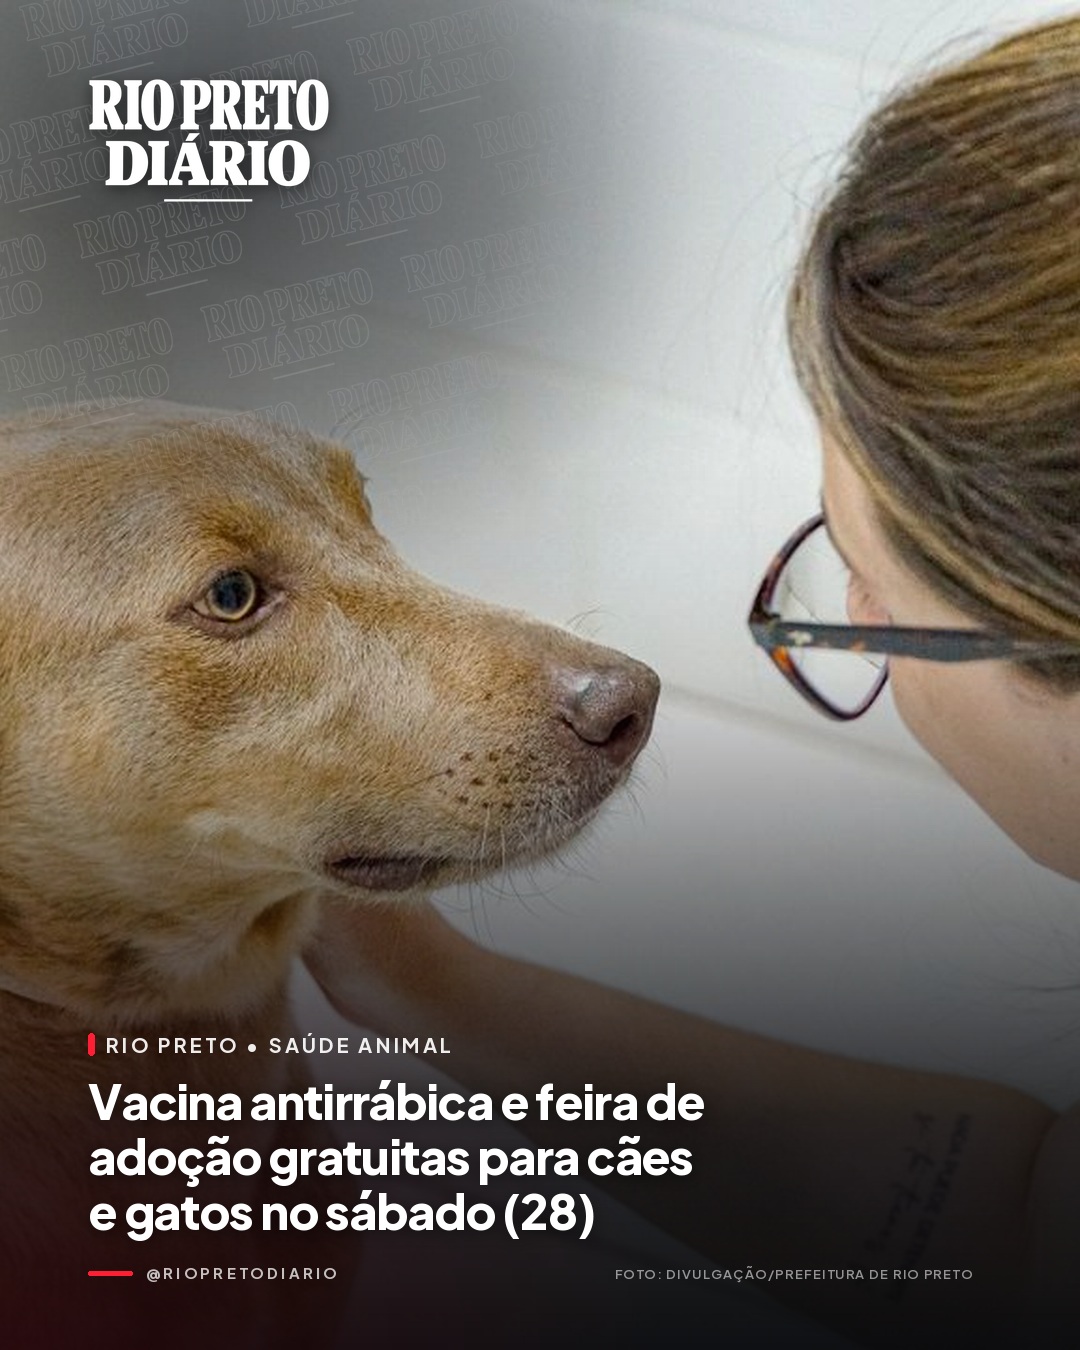 RIO PRETO
DIÁRIO
RIO PRETO • SAÚDE ANIMAL
Vacina antirrábica e feira de
adoção gratuitas para cães
e gatos no sábado (28)
@RIOPRETODIARIO
FOTO: DIVULGAÇÃO/PREFEITURA DE RIO PRETO